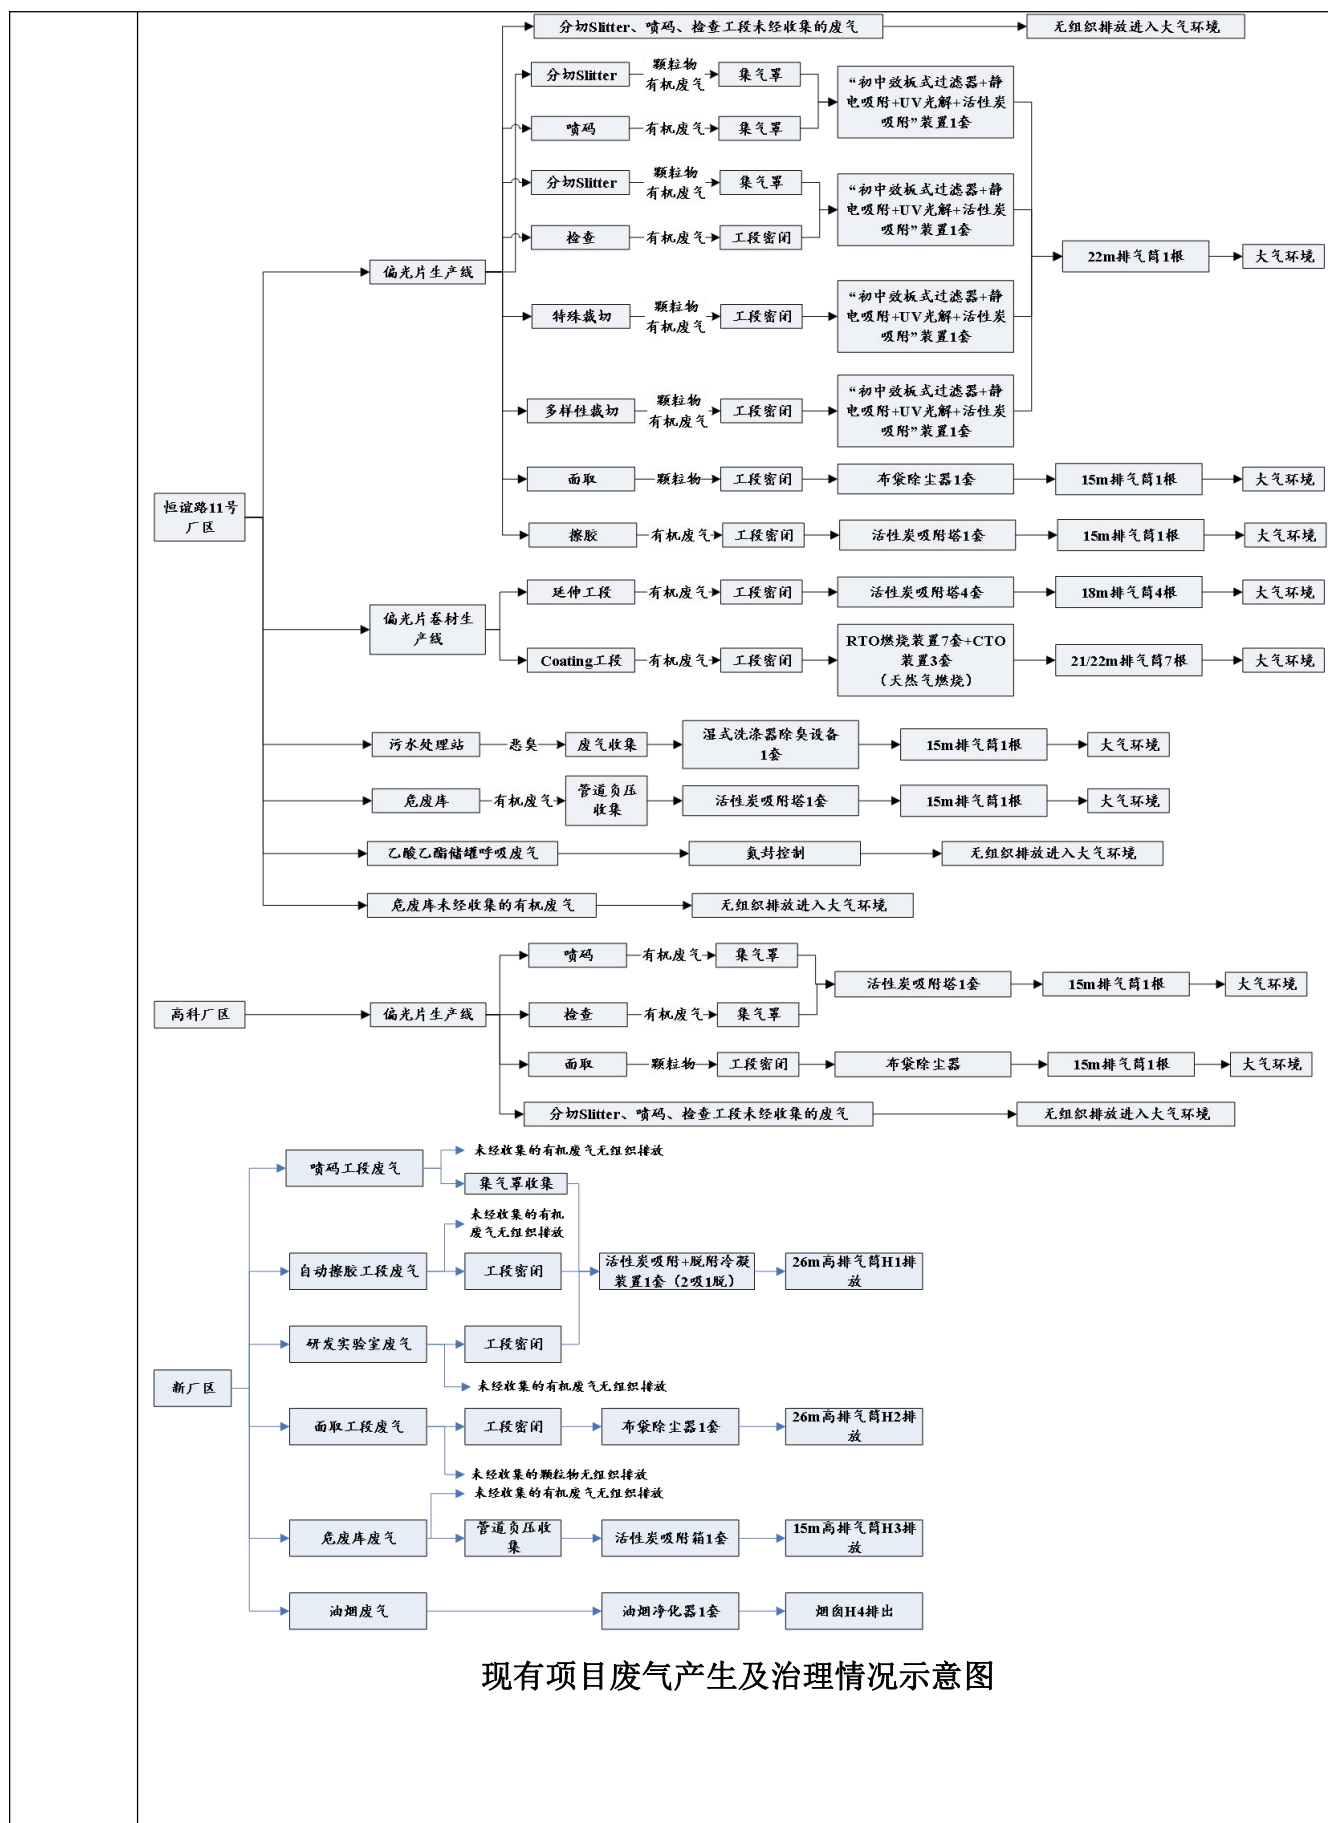 分切Slitter、喷码、检查工段未经收集的废气
无组织排放进入大气环境
分切Slitter
颗粒物
有机废气
集气罩
喷码
有机废气
集气罩
“初中效板式过滤器+静
电吸附+UV光解+活性炭
吸附”装置1套
分切Slitter
颗粒物
有机废气
集气罩
检查
有机废气
工段密闭
“初中效板式过滤器+静
电吸附+UV光解+活性炭
吸附”装置1套
偏光片生产线
22m排气筒1根
大气环境
特殊裁切
颗粒物
有机废气
工段密闭
“初中效板式过滤器+静
电吸附+UV光解+活性炭
吸附”装置1套
多样性裁切
颗粒物
有机废气
工段密闭
“初中效板式过滤器+静
电吸附+UV光解+活性炭
吸附”装置1套
面取
颗粒物
工段密闭
布袋除尘器1套
15m排气筒1根
大气环境
恒谊路11号
厂区
擦胶
有机废气
工段密闭
活性炭吸附塔1套
15m排气筒1根
大气环境
偏光片卷材生
产线
延伸工段
有机废气
工段密闭
活性炭吸附塔4套
18m排气筒4根
大气环境
Coating工段
有机废气
工段密闭
RTO燃烧装置7套+CTO
装置3套
（天然气燃烧）
21/22m排气筒7根
大气环境
污水处理站
恶臭
废气收集
湿式洗涤器除臭设备
1套
15m排气筒1根
大气环境
危废库
有机废气
管道负压
收集
活性炭吸附塔1套
15m排气筒1根
大气环境
乙酸乙酯储罐呼吸废气
氮封控制
无组织排放进入大气环境
危废库未经收集的有机废气
无组织排放进入大气环境
喷码
有机废气
集气罩
活性炭吸附塔1套
15m排气筒1根
大气环境
高科厂区
偏光片生产线
检查
有机废气
集气罩
面取
颗粒物
工段密闭
布袋除尘器
15m排气筒1根
大气环境
分切Slitter、喷码、检查工段未经收集的废气
无组织排放进入大气环境
喷码工段废气
未经收集的有机废气无组织排放
集气罩收集
未经收集的有机
废气无组织排放
自动擦胶工段废气
工段密闭
活性炭吸附+脱附冷凝
装置1套（2吸1脱）
26m高排气筒H1排
放
研发实验室废气
工段密闭
未经收集的有机废气无组织排放
新厂区
面取工段废气
工段密闭
布袋除尘器1套
26m高排气筒H2排
放
未经收集的颗粒物无组织排放
未经收集的有机废气无组织排放
危废库废气
管道负压收
集
活性炭吸附箱1套
15m高排气筒H3排
放
油烟废气
油烟净化器1套
烟囱H4排出
现有项目废气产生及治理情况示意图